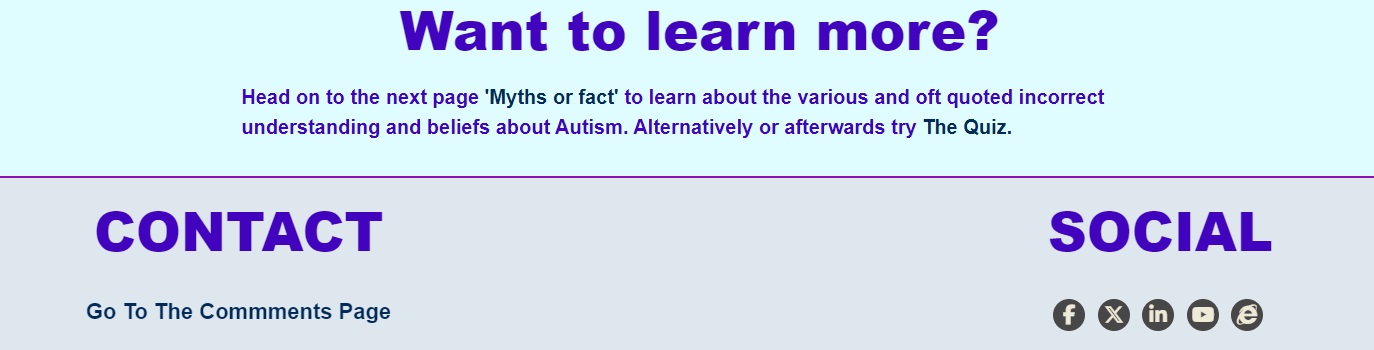 Want to learn more?
Head on to the next page 'Myths or fact' to learn about the various and oft quoted incorrect
understanding and beliefs about Autism. Alternatively or afterwards try The Quiz.
CONTACT
SOCIAL
Go To The Commments Page